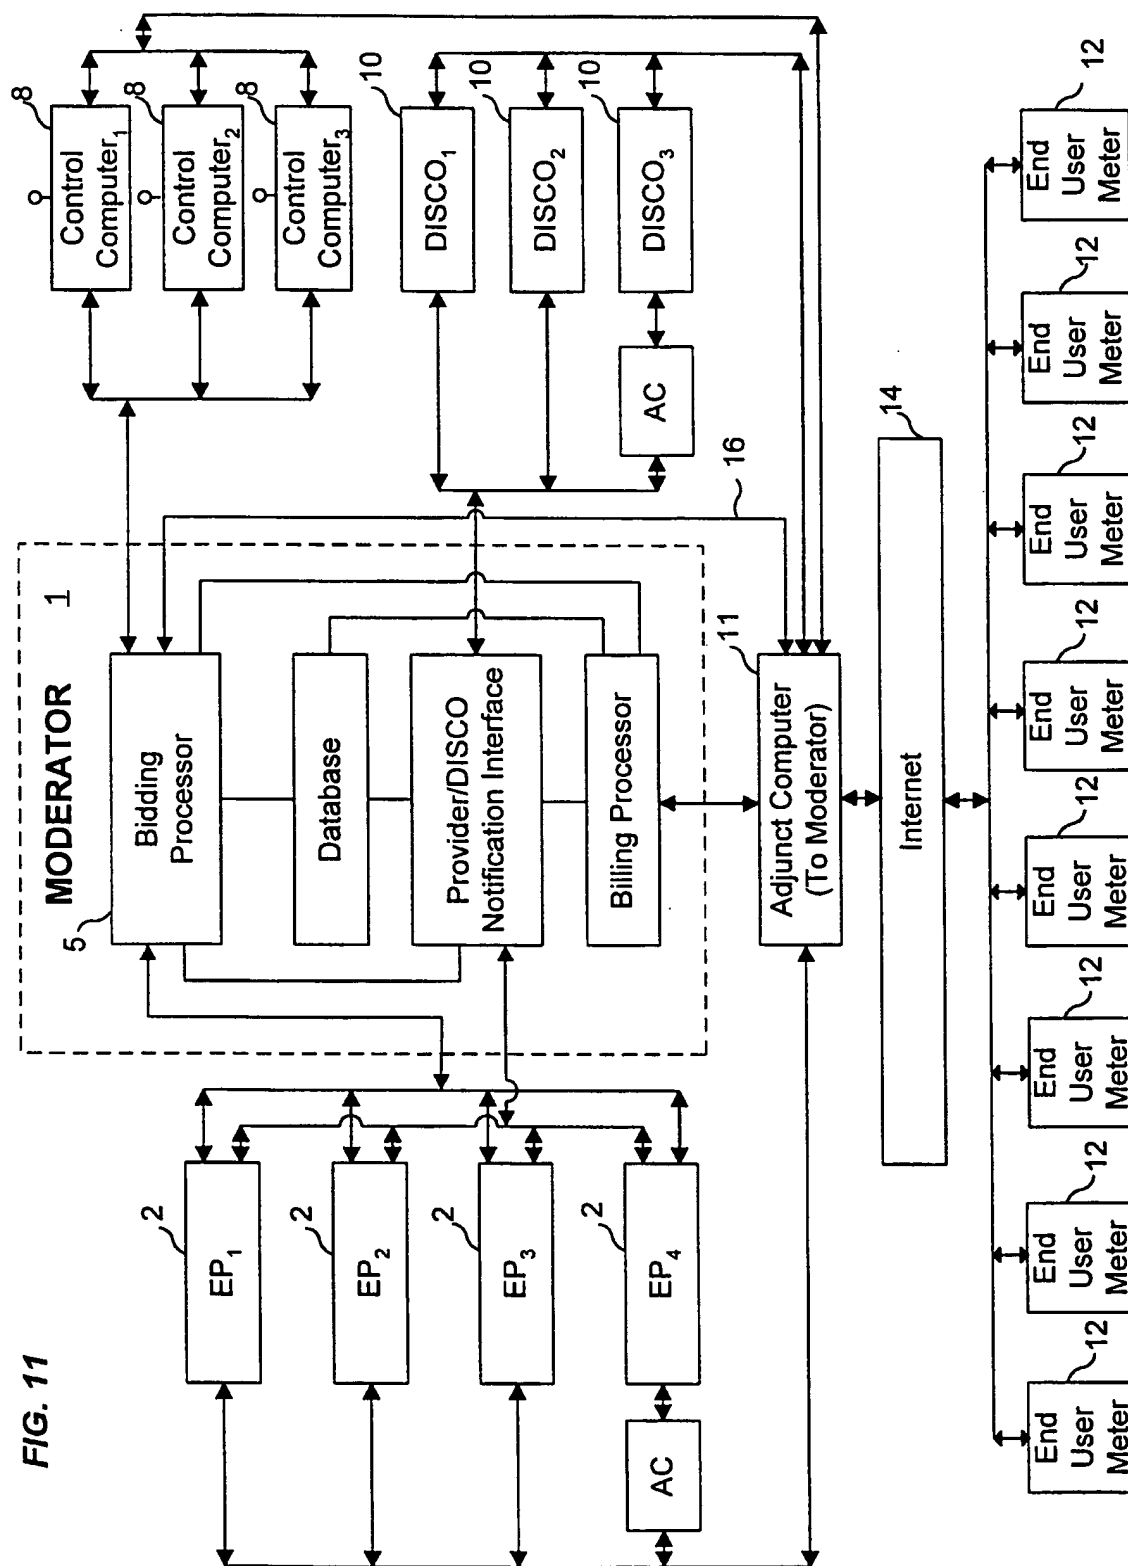 FIG. 11
MODERATOR 1
5
Bidding
Processor
Database
Provider/DISCO
Notification Interface
Billing Processor
2
EP1
2
EP2
2
EP3
2
EP4
AC
8
Control
Computer1
8
Control
Computer2
8
Control
Computer3
10
DISCO1
10
DISCO2
10
DISCO3
AC
16
11
Adjunct Computer
(To Moderator)
14
Internet
12
End
User
Meter
12
End
User
Meter
12
End
User
Meter
12
End
User
Meter
12
End
User
Meter
12
End
User
Meter
12
End
User
Meter
12
End
User
Meter